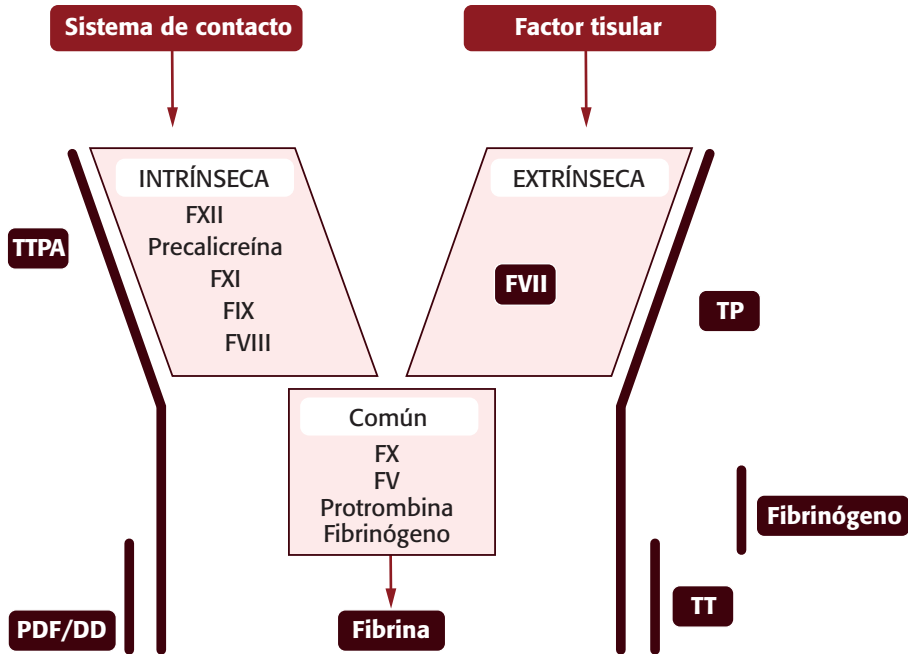 Sistema de contacto
Factor tisular
INTRÍNSECA
FXII
Precalicreína
FXI
FIX
FVIII
EXTRÍNSECA
FVII
TTPA
TP
Común
FX
FV
Protrombina
Fibrinógeno
Fibrinógeno
TT
PDF/DD
Fibrina